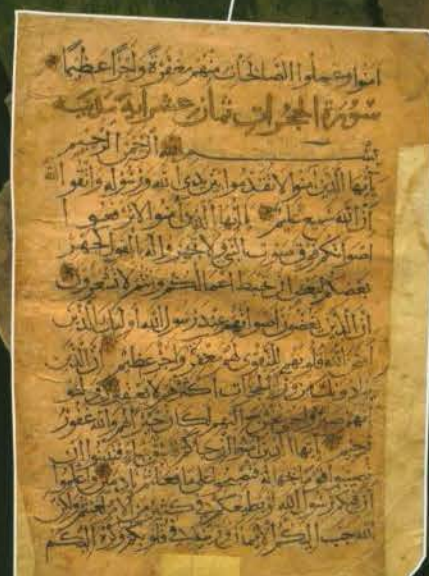 امنوا وعملوا الصالحات منهم مغفرة واجرا عظيما
سورة الحجرات ثمان عشر اية مدنية
بسم الله الرحمن الرحيم
يايها الذين امنوا لا تقدموا بين يدي الله ورسوله واتقوا الله
ان الله سميع عليم يايها الذين امنوا لا ترفعوا
اصواتكم فوق صوت النبي ولا تجهروا له بالقول كجهر
بعضكم لبعض ان تحبط اعمالكم وانتم لا تشعرون
ان الذين يغضون اصواتهم عند رسول الله اولئك الذين
امتحن الله قلوبهم للتقوى لهم مغفرة واجر عظيم ان الذين
ينادونك من وراء الحجرات اكثرهم لا يعقلون ولو
انهم صبروا حتى تخرج اليهم لكان خيرا لهم والله غفور
رحيم يايها الذين امنوا ان جاكم فاسق بنبا فتبينوا ان
تصيبوا قوما بجهالة فتصبحوا على ما فعلتم نادمين واعلموا
ان فيكم رسول الله لو يطيعكم في كثير من الامر لعنتم ولكن
الله حبب اليكم الايمان وزينه في قلوبكم وكره اليكم